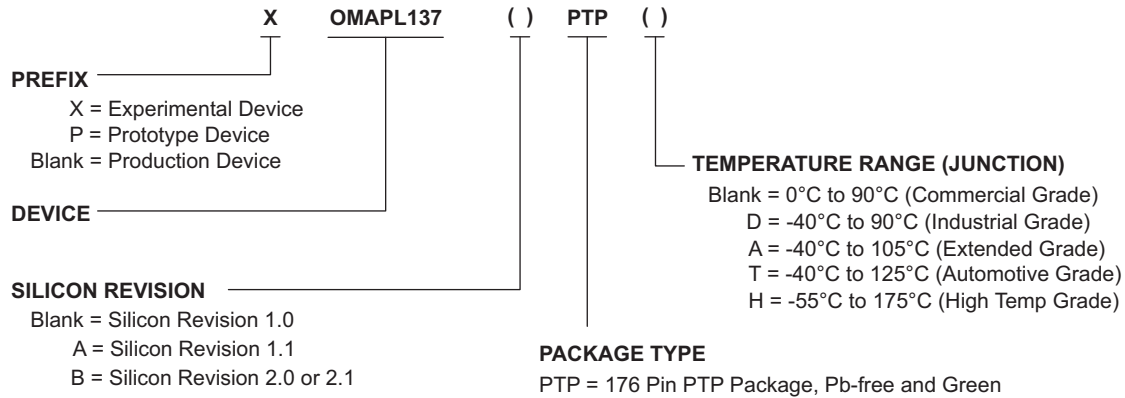 X OMAPL137 ( ) PTP ( )
PREFIX
X = Experimental Device
P = Prototype Device
Blank = Production Device
DEVICE
SILICON REVISION
Blank = Silicon Revision 1.0
A = Silicon Revision 1.1
B = Silicon Revision 2.0 or 2.1
TEMPERATURE RANGE (JUNCTION)
Blank = 0°C to 90°C (Commercial Grade)
D = -40°C to 90°C (Industrial Grade)
A = -40°C to 105°C (Extended Grade)
T = -40°C to 125°C (Automotive Grade)
H = -55°C to 175°C (High Temp Grade)
PACKAGE TYPE
PTP = 176 Pin PTP Package, Pb-free and Green